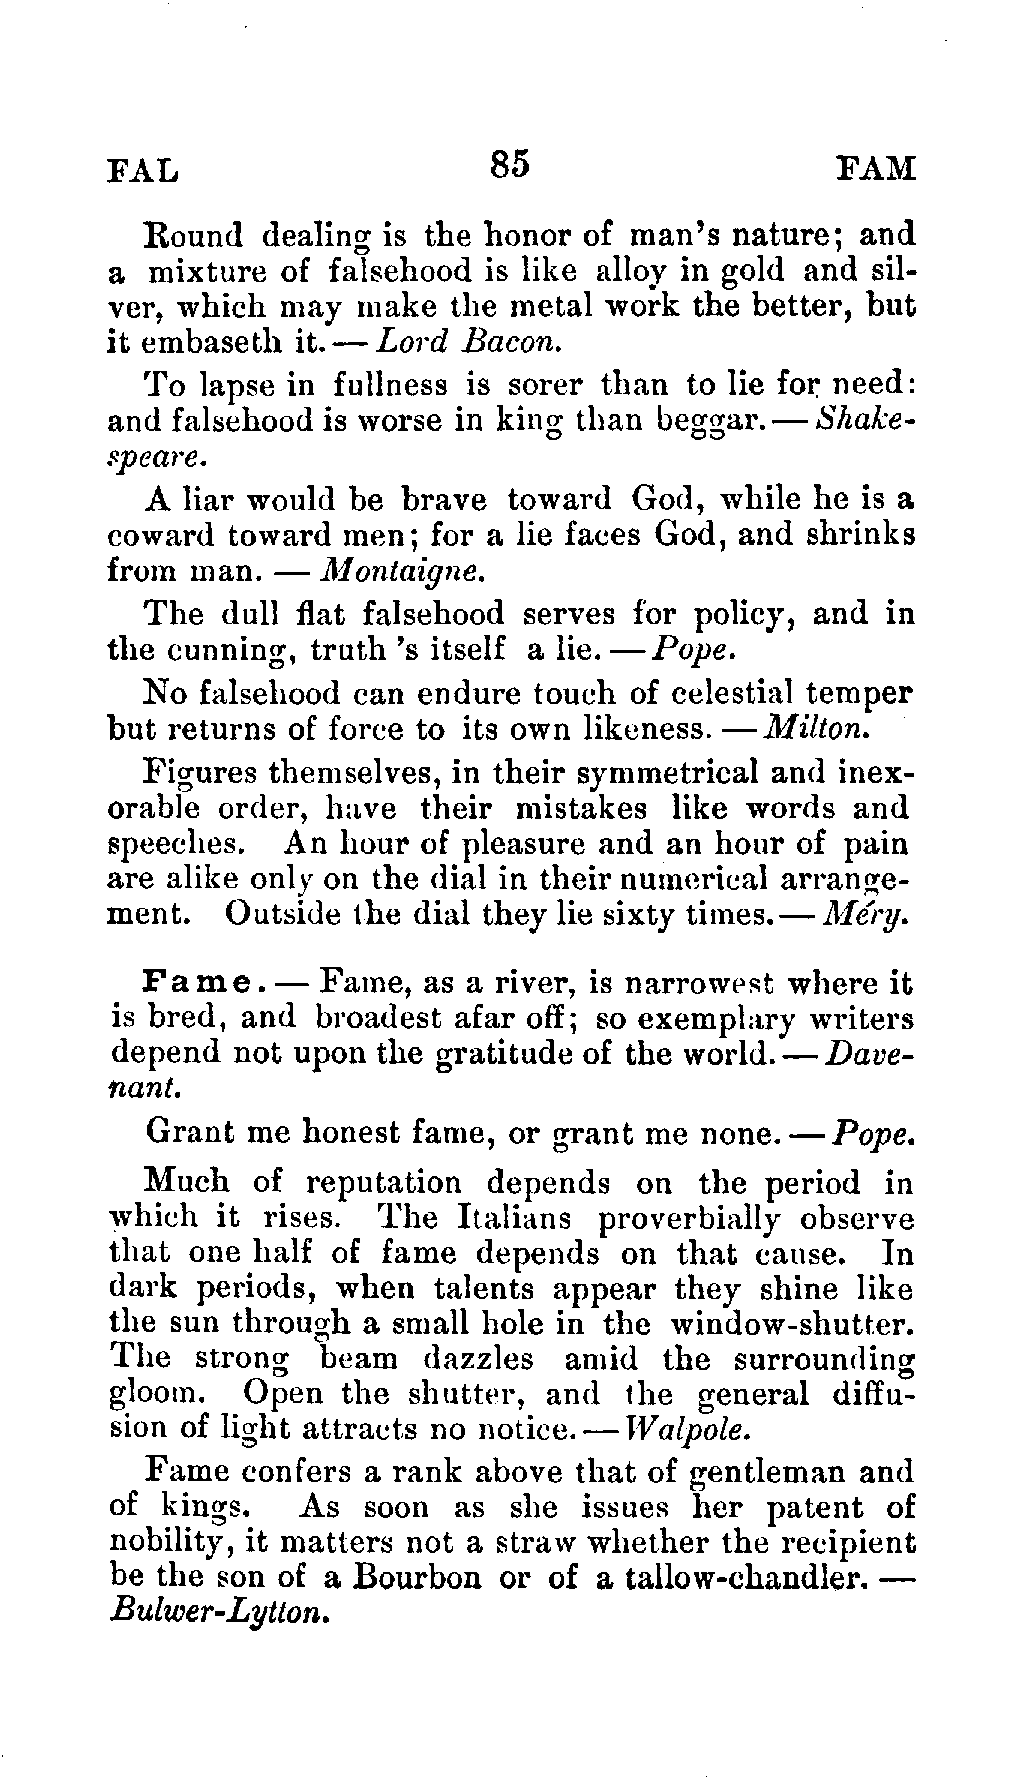 FAL 85 FAM
Round dealing is the honor of man's nature; and
a mixture of falsehood is like alloy in gold and sil-
ver, which may make the metal work the better, but
it embaseth it. — Lord Bacon.
To lapse in fullness is sorer than to lie for need:
and falsehood is worse in king than beggar. — Shake-
speare.
A liar would be brave toward God, while he is a
coward toward men; for a lie faces God, and shrinks
from man. — Montaigne.
The dull flat falsehood serves for policy, and in
the cunning, truth 's itself a lie. — Pope.
No falsehood can endure touch of celestial temper
but returns of force to its own likeness. — Milton.
Figures themselves, in their symmetrical and inex-
orable order, have their mistakes like words and
speeches. An hour of pleasure and an hour of pain
are alike only on the dial in their numerical arrange-
ment. Outside the dial they lie sixty times. — Méry.
Fame. — Fame, as a river, is narrowest where it
is bred, and broadest afar off; so exemplary writers
depend not upon the gratitude of the world. — Dave-
nant.
Grant me honest fame, or grant me none. — Pope.
Much of reputation depends on the period in
which it rises. The Italians proverbially observe
that one half of fame depends on that cause. In
dark periods, when talents appear they shine like
the sun through a small hole in the window-shutter.
The strong beam dazzles amid the surrounding
gloom. Open the shutter, and the general diffu-
sion of light attracts no notice. — Walpole.
Fame confers a rank above that of gentleman and
of kings. As soon as she issues her patent of
nobility, it matters not a straw whether the recipient
be the son of a Bourbon or of a tallow-chandler. —
Bulwer-Lytton.